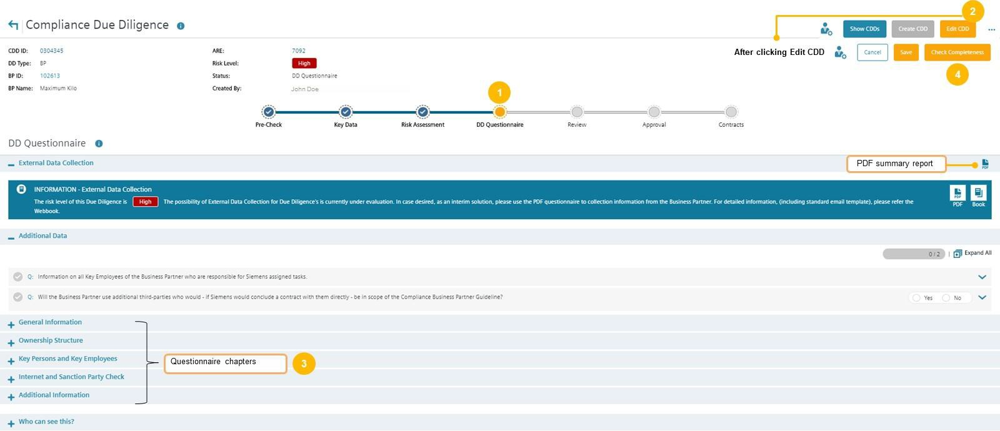 2
Compliance Due Diligence
Show CDDs Create CDD Edit CDD ...
CDD ID: 0304345 ARE: 7092
After clicking Edit CDD Cancel Save Check Completeness
DD Type: BP Risk Level: High
BP ID: 102613 Status: DD Questionnaire
4
BP Name: Maximum Kilo Created By: John Doe
1
Pre-Check Key Data Risk Assessment DD Questionnaire Review Approval Contracts
DD Questionnaire
External Data Collection PDF summary report PDF
INFORMATION - External Data Collection
The risk level of this Due Diligence is High The possibility of External Data Collection for Due Diligence's is currently under evaluation. In case desired, as an interim solution, please use the PDF questionnaire to collection information from the Business Partner. For detailed information, (including standard email template), please refer the
Webbook.
PDF
PDF Book
Additional Data
0 / 2 | Expand All
Q: Information on all Key Employees of the Business Partner who are responsible for Siemens assigned tasks.
Q: Will the Business Partner use additional third-parties who would - if Siemens would conclude a contract with them directly - be in scope of the Compliance Business Partner Guideline? Yes No
General Information
Ownership Structure
Key Persons and Key Employees
Questionnaire chapters 3
Internet and Sanction Party Check
Additional Information
Who can see this?